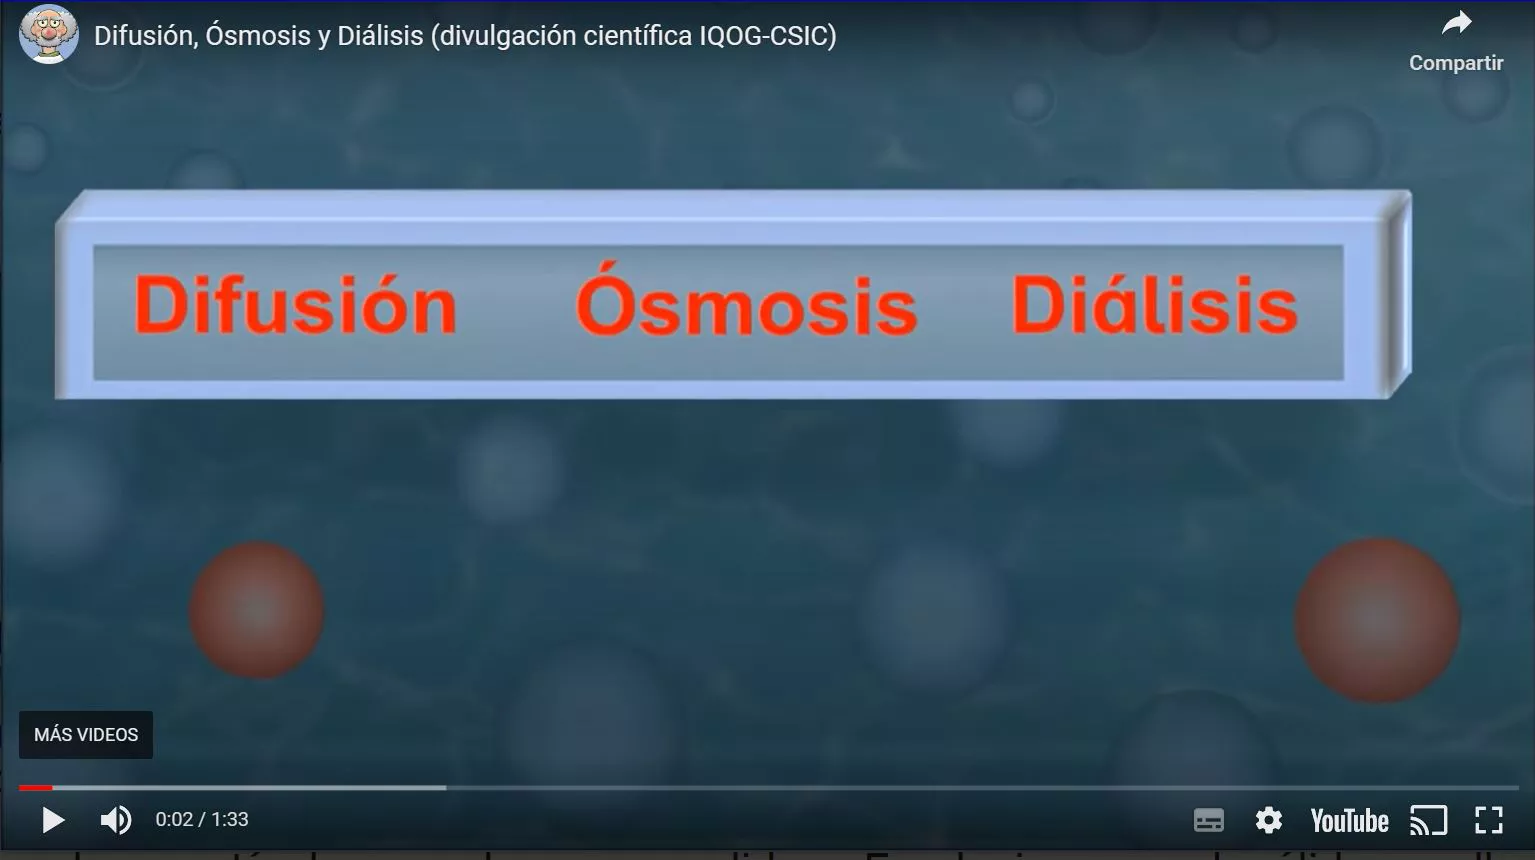 Difusión, Ósmosis y Diálisis (divulgación científica IQOG-CSIC)
Compartir
Difusión Ósmosis Diálisis
MÁS VIDEOS
0:02 / 1:33
YouTube